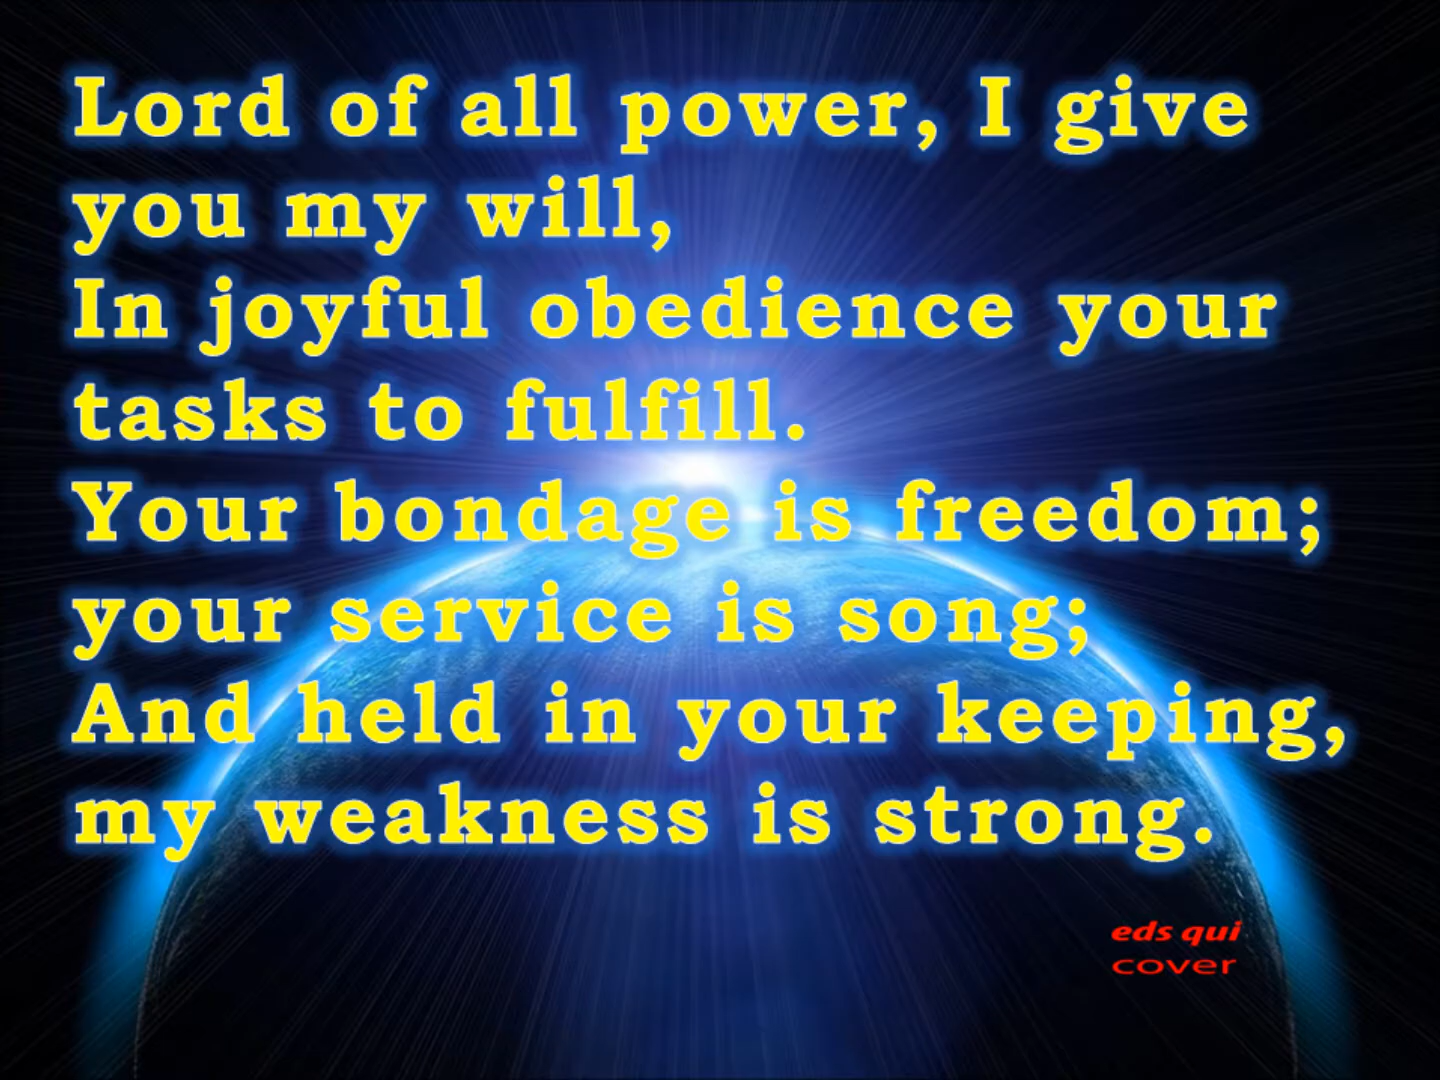 Lord of all power, I give
you my will,
In joyful obedience your
tasks to fulfill.
Your bondage is freedom;
your service is song;
And held in your keeping,
my weakness is strong.
eds qui
cover